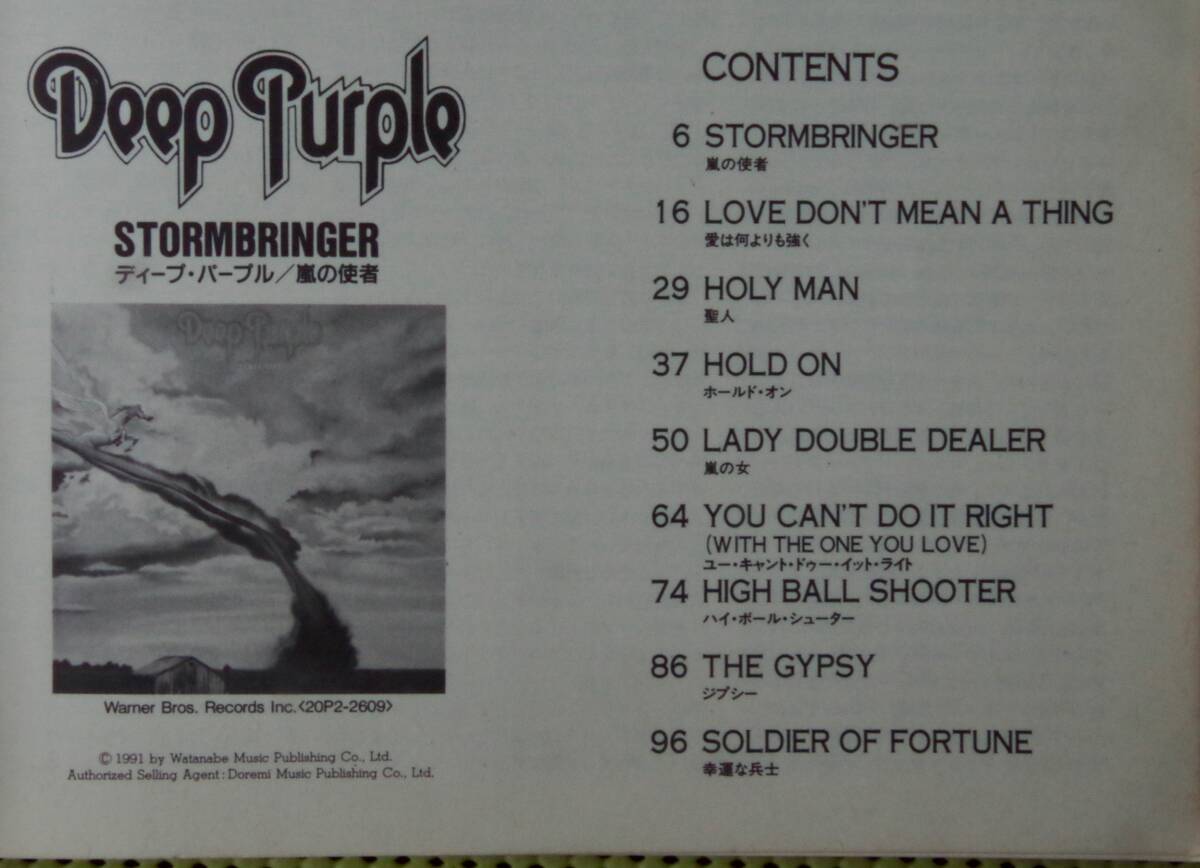 Deep Purple
STORMBRINGER
ディープ・パープル／嵐の使者
Deep Purple
Warner Bros. Records Inc.〈20P2-2609〉
© 1991 by Watanabe Music Publishing Co., Ltd.
Authorized Selling Agent : Doremi Music Publishing Co., Ltd.
CONTENTS
6 STORMBRINGER
嵐の使者
16 LOVE DON'T MEAN A THING
愛は何よりも強く
29 HOLY MAN
聖人
37 HOLD ON
ホールド・オン
50 LADY DOUBLE DEALER
嵐の女
64 YOU CAN'T DO IT RIGHT
(WITH THE ONE YOU LOVE)
ユー・キャント・ドゥー・イット・ライト
74 HIGH BALL SHOOTER
ハイ・ボール・シューター
86 THE GYPSY
ジプシー
96 SOLDIER OF FORTUNE
幸運な兵士